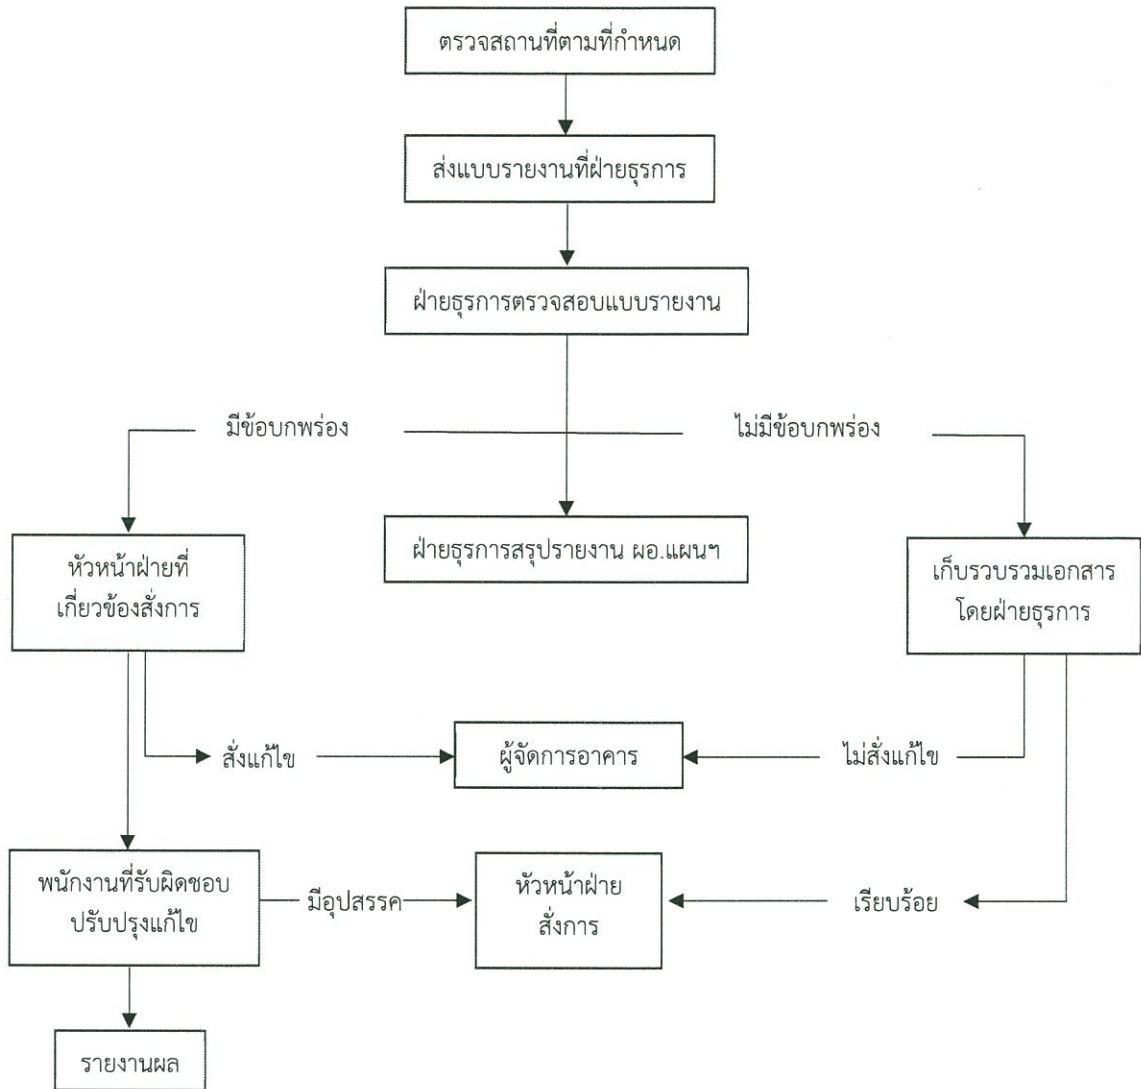 ตรวจสถานที่ตามที่กำหนด
ส่งแบบรายงานที่ฝ่ายธุรการ
ฝ่ายธุรการตรวจสอบแบบรายงาน
มีข้อบกพร่อง
ไม่มีข้อบกพร่อง
หัวหน้าฝ่ายที่
เกี่ยวข้องสั่งการ
ฝ่ายธุรการสรุปรายงาน ผอ.แผนฯ
เก็บรวบรวมเอกสาร
โดยฝ่ายธุรการ
สั่งแก้ไข
ผู้จัดการอาคาร
ไม่สั่งแก้ไข
พนักงานที่รับผิดชอบ
ปรับปรุงแก้ไข
มีอุปสรรค
หัวหน้าฝ่าย
สั่งการ
เรียบร้อย
รายงานผล